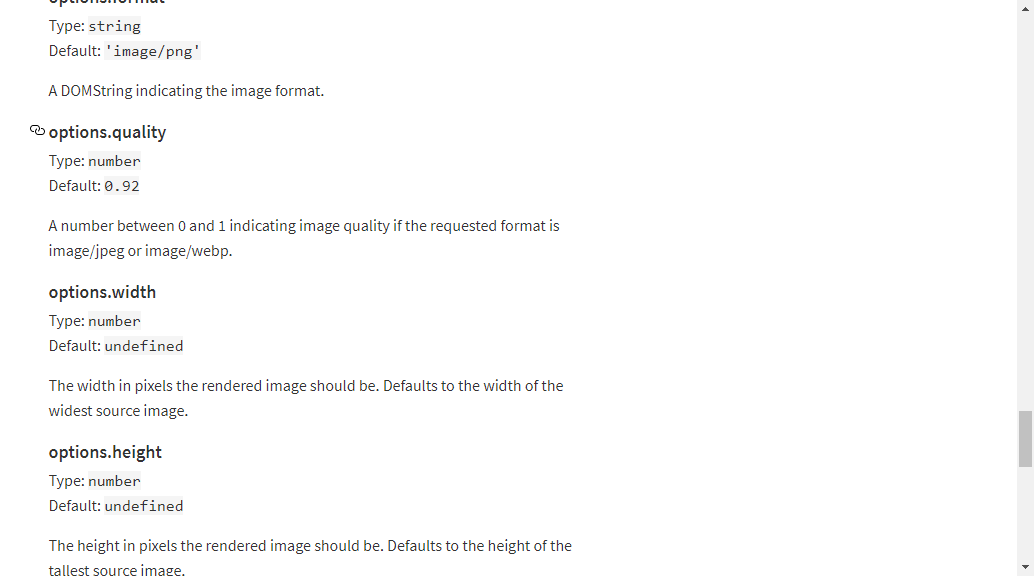 options.format
Type: string
Default: 'image/png'
A DOMString indicating the image format.
options.quality
Type: number
Default: 0.92
A number between 0 and 1 indicating image quality if the requested format is
image/jpeg or image/webp.
options.width
Type: number
Default: undefined
The width in pixels the rendered image should be. Defaults to the width of the
widest source image.
options.height
Type: number
Default: undefined
The height in pixels the rendered image should be. Defaults to the height of the
tallest source image.